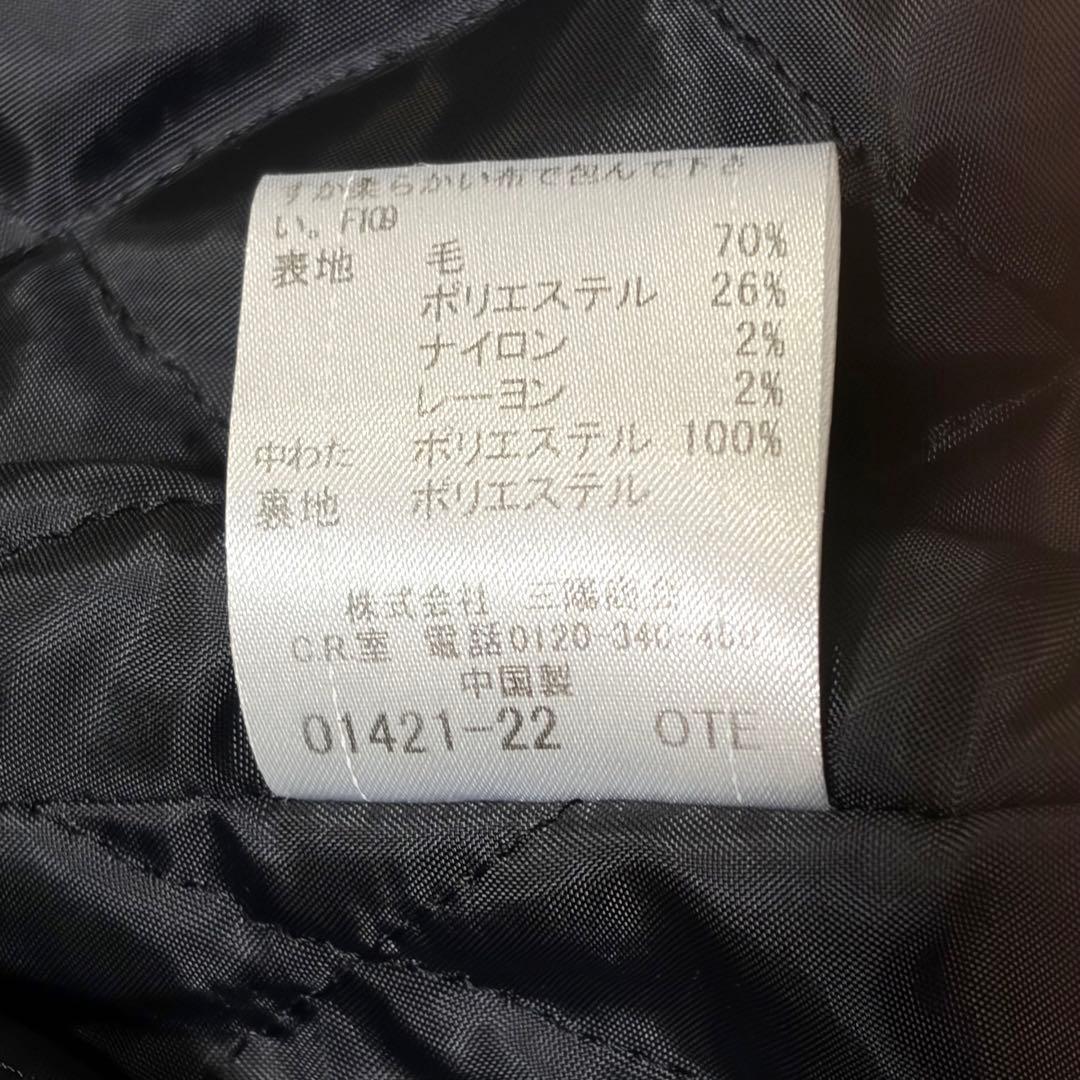 すか柔らかい布で包んで下さ
い。F109
表地 毛 70%
ポリエステル 26%
ナイロン 2%
レーヨン 2%
中わた ポリエステル 100%
裏地 ポリエステル
株式会社 三陽商会
C.R室 電話0120-340-460
中国製
01421-22 OTE